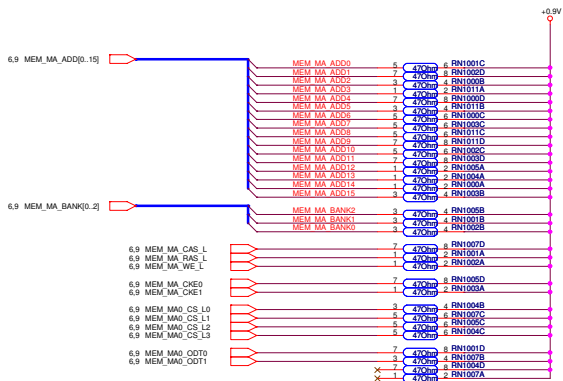 +0.9V
6,9 MEM_MA_ADD[0..15]
MEM_MA_ADD0 5 47Ohm 6 RN1001C
MEM_MA_ADD1 7 47Ohm 8 RN1002D
MEM_MA_ADD2 3 47Ohm 4 RN1000B
MEM_MA_ADD3 1 47Ohm 2 RN1011A
MEM_MA_ADD4 7 47Ohm 8 RN1000D
MEM_MA_ADD5 3 47Ohm 4 RN1011B
MEM_MA_ADD6 5 47Ohm 6 RN1000C
MEM_MA_ADD7 5 47Ohm 6 RN1003C
MEM_MA_ADD8 5 47Ohm 6 RN1011C
MEM_MA_ADD9 7 47Ohm 8 RN1011D
MEM_MA_ADD10 5 47Ohm 6 RN1002C
MEM_MA_ADD11 7 47Ohm 8 RN1003D
MEM_MA_ADD12 1 47Ohm 2 RN1005A
MEM_MA_ADD13 1 47Ohm 2 RN1004A
MEM_MA_ADD14 1 47Ohm 2 RN1000A
MEM_MA_ADD15 3 47Ohm 4 RN1003B
6,9 MEM_MA_BANK[0..2]
MEM_MA_BANK2 3 47Ohm 4 RN1005B
MEM_MA_BANK1 3 47Ohm 4 RN1001B
MEM_MA_BANK0 3 47Ohm 4 RN1002B
6,9 MEM_MA_CAS_L 7 47Ohm 8 RN1007D
6,9 MEM_MA_RAS_L 1 47Ohm 2 RN1001A
6,9 MEM_MA_WE_L 1 47Ohm 2 RN1002A
6,9 MEM_MA_CKE0 7 47Ohm 8 RN1005D
6,9 MEM_MA_CKE1 1 47Ohm 2 RN1003A
6,9 MEM_MA0_CS_L0 3 47Ohm 4 RN1004B
6,9 MEM_MA0_CS_L1 5 47Ohm 6 RN1007C
6,9 MEM_MA0_CS_L2 5 47Ohm 6 RN1005C
6,9 MEM_MA0_CS_L3 5 47Ohm 6 RN1004C
6,9 MEM_MA0_ODT0 7 47Ohm 8 RN1001D
6,9 MEM_MA0_ODT1 3 47Ohm 4 RN1007B
7 47Ohm 8 RN1004D
1 47Ohm 2 RN1007A